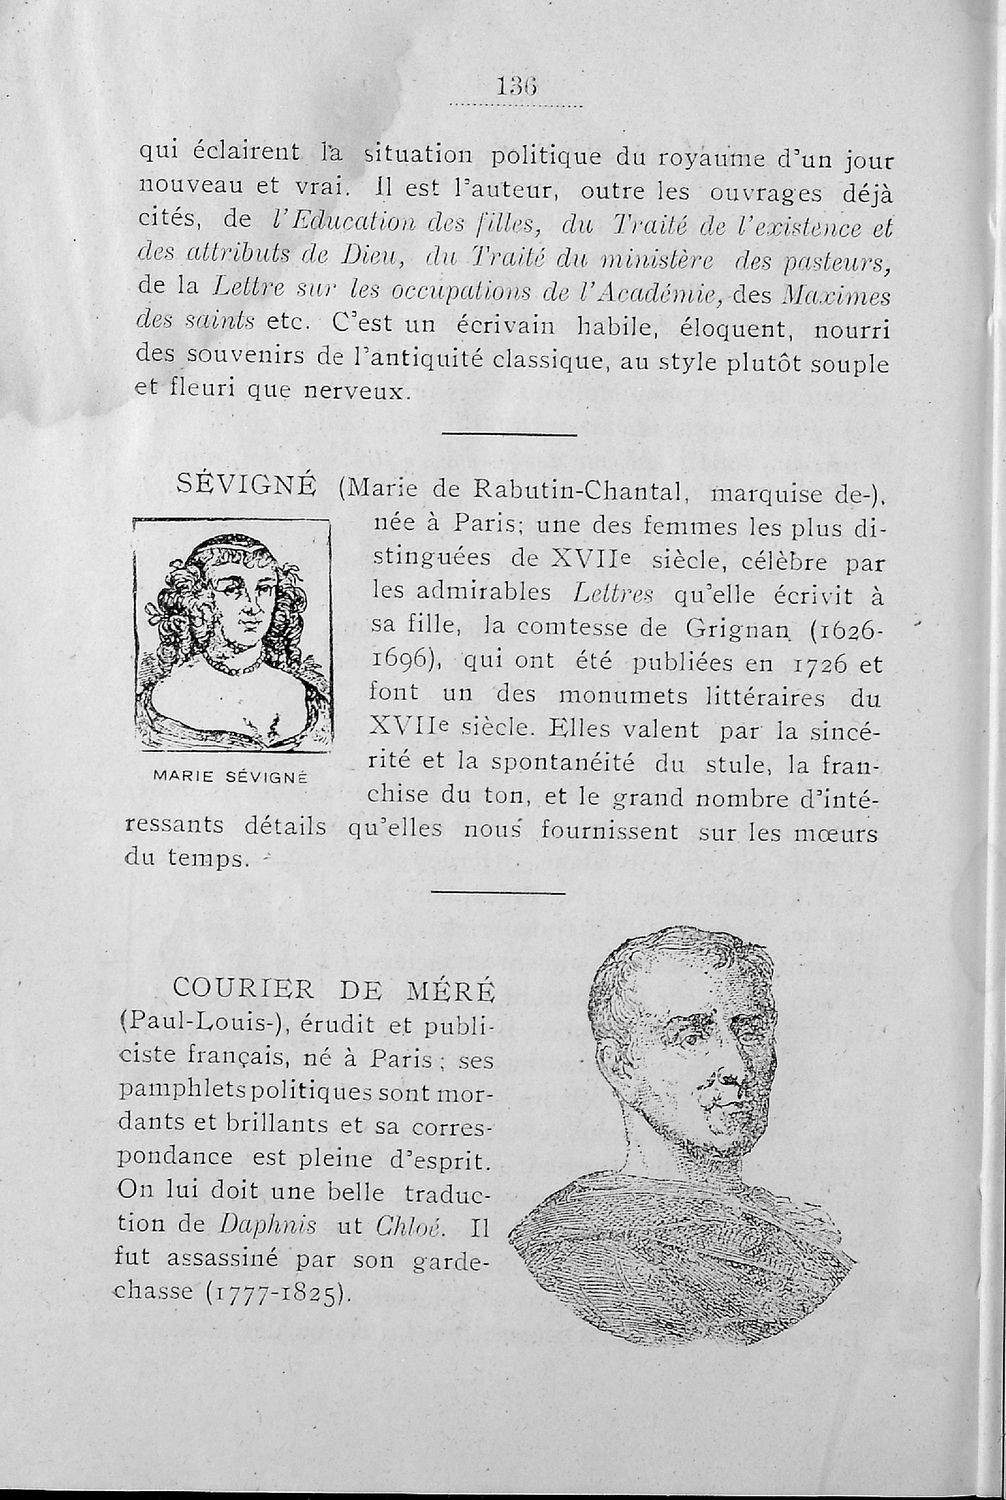 136
qui éclairent la situation politique du royaume d'un jour
nouveau et vrai. Il est l'auteur, outre les ouvrages déjà
cités, de l'Education des filles, du Traité de l'existence et
des attributs de Dieu, du Traité du ministère des pasteurs,
de la Lettre sur les occupations de l'Académie, des Maximes
des saints etc. C'est un écrivain habile, éloquent, nourri
des souvenirs de l'antiquité classique, au style plutôt souple
et fleuri que nerveux.
SÉVIGNÉ (Marie de Rabutin-Chantal, marquise de-),
née à Paris; une des femmes les plus di-
stinguées de XVIIe siècle, célèbre par
les admirables Lettres qu'elle écrivit à
sa fille, la comtesse de Grignan (1626-
1696), qui ont été publiées en 1726 et
font un des monumets littéraires du
XVIIe siècle. Elles valent par la sincé-
rité et la spontanéité du stule, la fran-
chise du ton, et le grand nombre d'inté-
ressants détails qu'elles nous fournissent sur les mœurs
du temps.
MARIE SÉVIGNÉ
COURIER DE MÉRÉ
(Paul-Louis-), érudit et publi-
ciste français, né à Paris; ses
pamphlets politiques sont mor-
dants et brillants et sa corres-
pondance est pleine d'esprit.
On lui doit une belle traduc-
tion de Daphnis ut Chloé. Il
fut assassiné par son garde-
chasse (1777-1825).